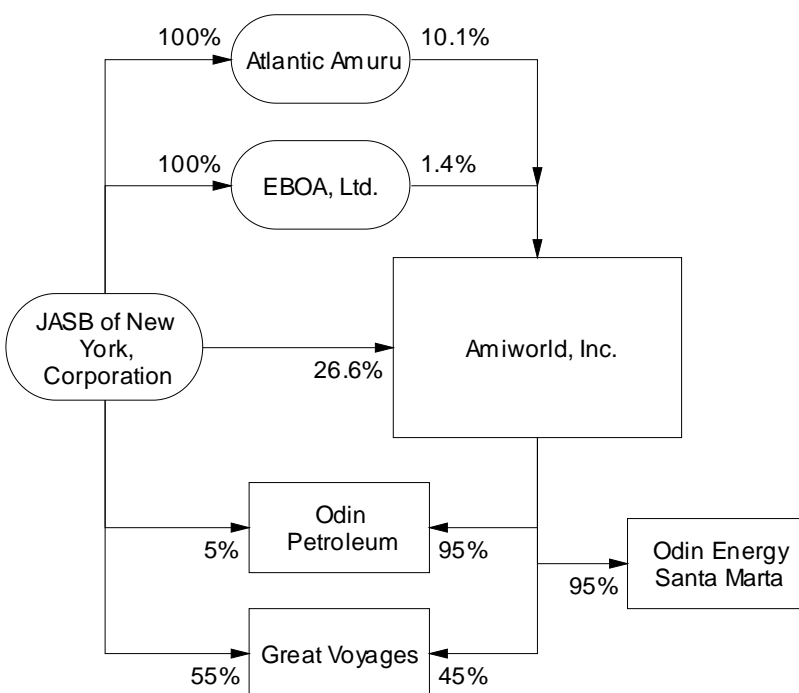 100%
Atlantic Amuru
10.1%
100%
EBOA, Ltd.
1.4%
JASB of New
York,
Corporation
26.6%
Amiworld, Inc.
Odin
Petroleum
5%
95%
Odin Energy
Santa Marta
95%
Great Voyages
55%
45%